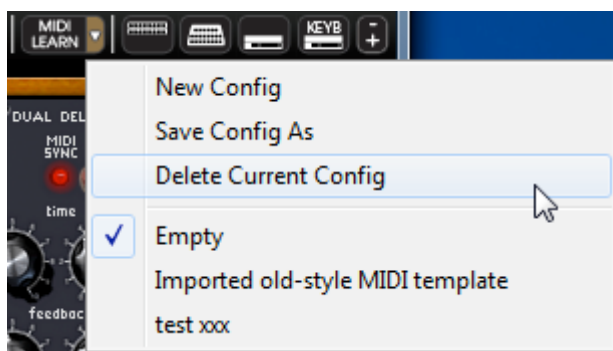 MIDI
LEARN
KEYB
-
+
New Config
Save Config As
Delete Current Config
Empty
Imported old-style MIDI template
test xxx
DUAL DEL
MIDI
SYNC
time
feedbac